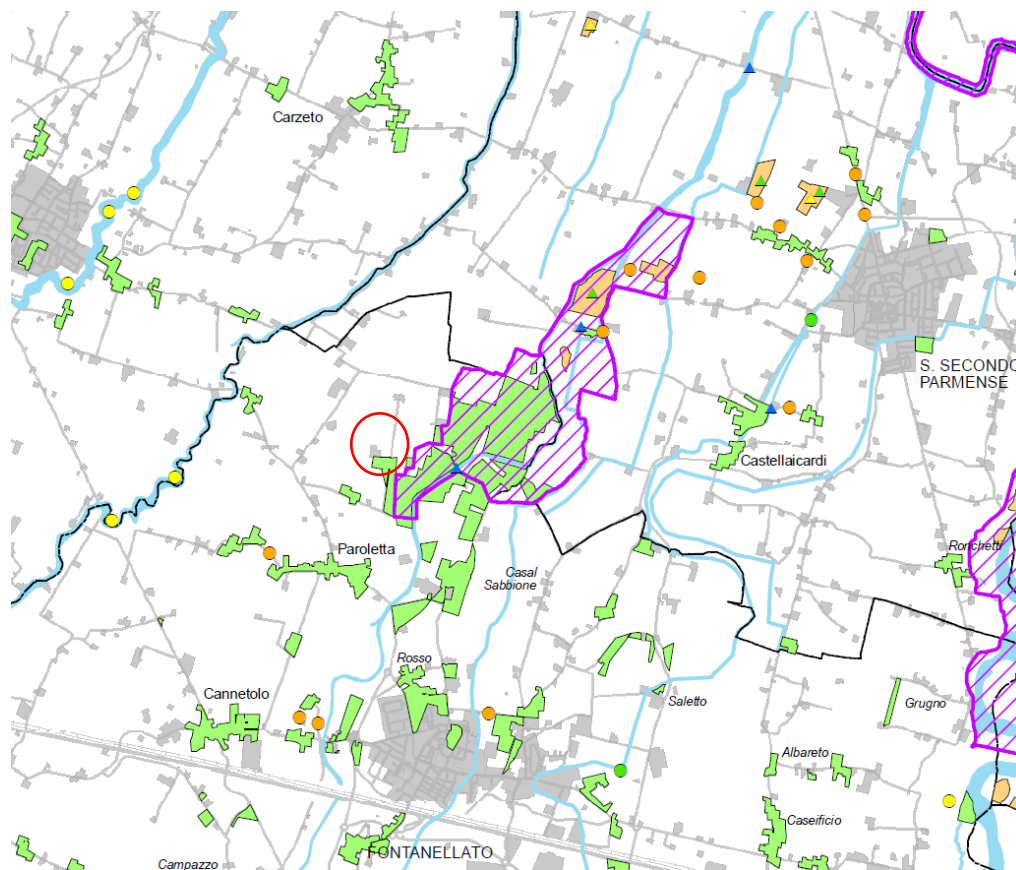 Carzeto
S. SECONDO
PARMENSE
Castellaicardi
Ronchetti
Paroletta
Casal
Sabbione
Rosso
Cannetolo
Saletto
Grugno
Albareto
Caseificio
FONTANELLATO
Campazzo